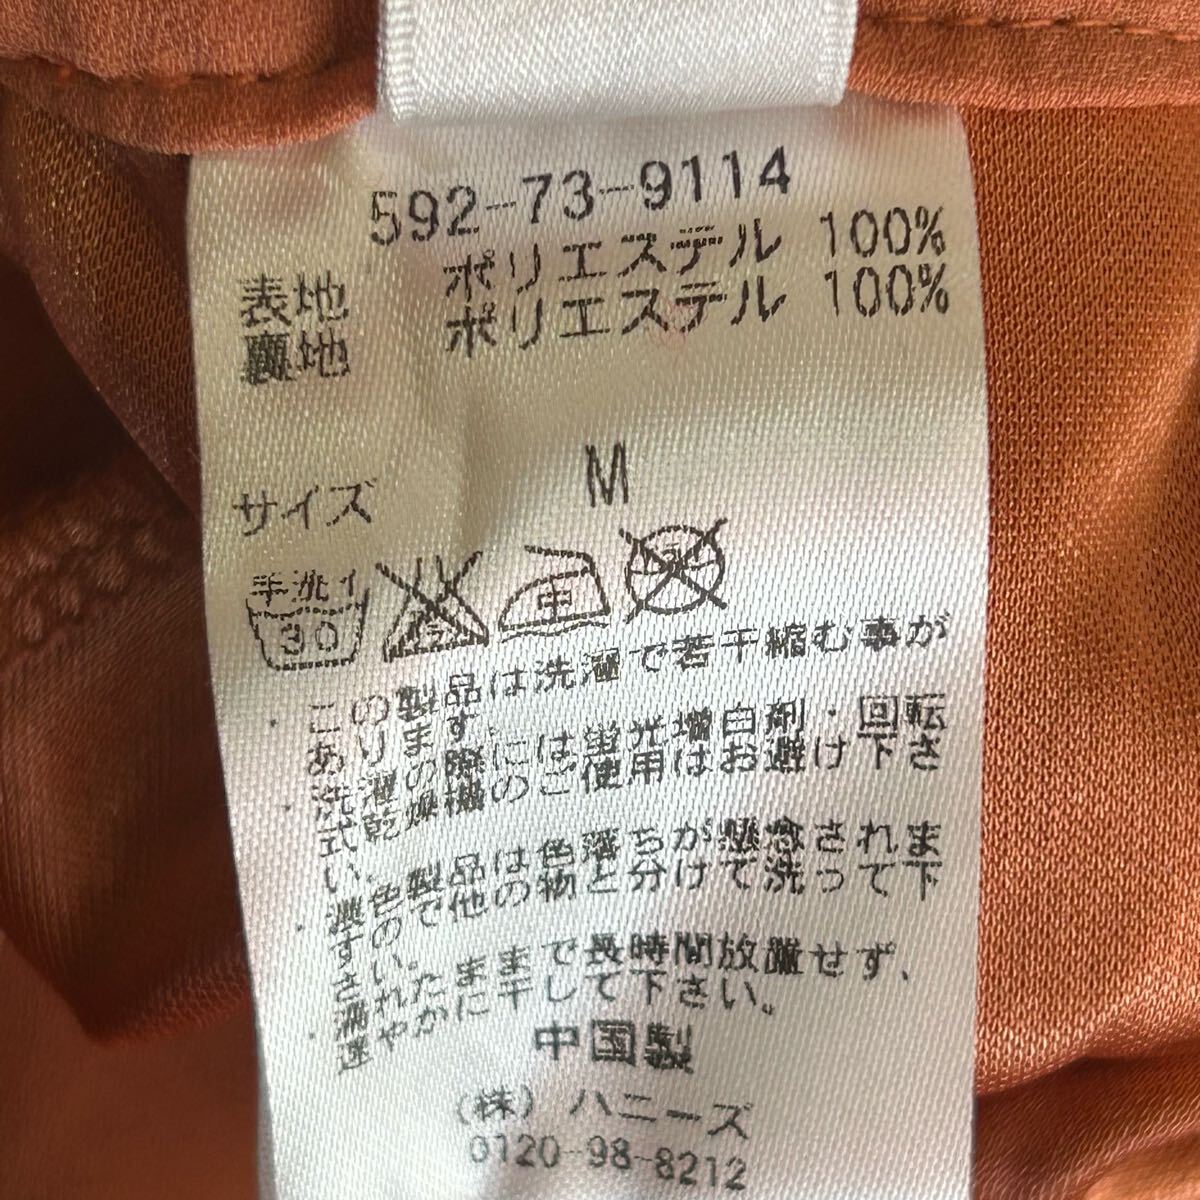 592-73-9114
表地 ポリエステル 100%
裏地 ポリエステル 100%
サイズ M
手洗イ
30
中
・この製品は洗濯で若干縮む事が
あります。
・洗濯の際には蛍光増白剤・回転
式乾燥機のご使用はお避け下さ
い。
・濃色製品は色落ちが懸念されま
すので他の物と分けて洗って下
さい。
・濡れたままで長時間放置せず、
速やかに干して下さい。
中国製
(株) ハニーズ
0120-98-8212